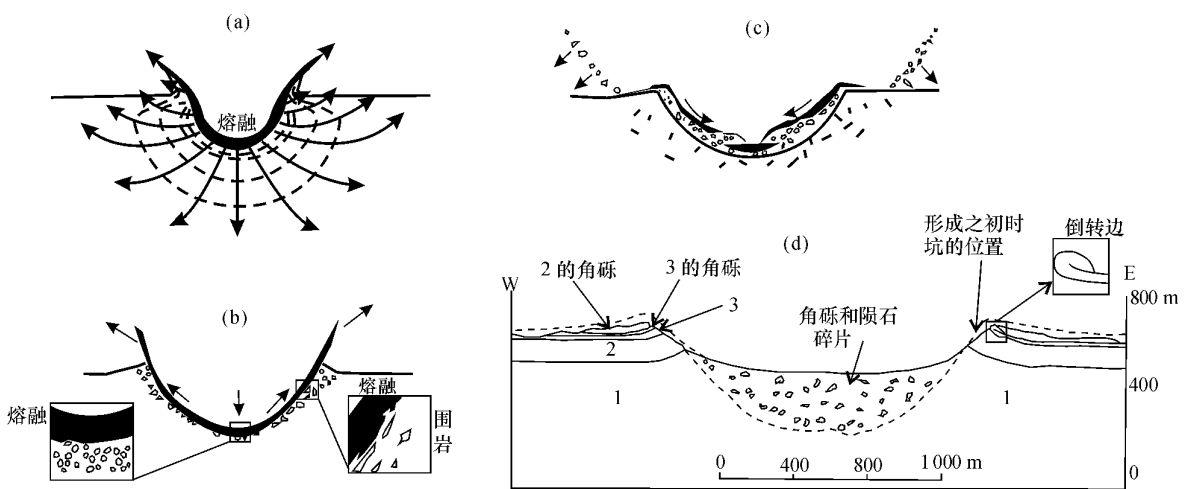 (a)
熔融
(b)
熔融
熔融
围
岩
(c)
(d)
形成之初时
坑的位置
倒转边
2 的角砾
3 的角砾
3
W
E
角砾和陨石
碎片
2
1
1
800 m
400
0
0
400
800
1 000 m